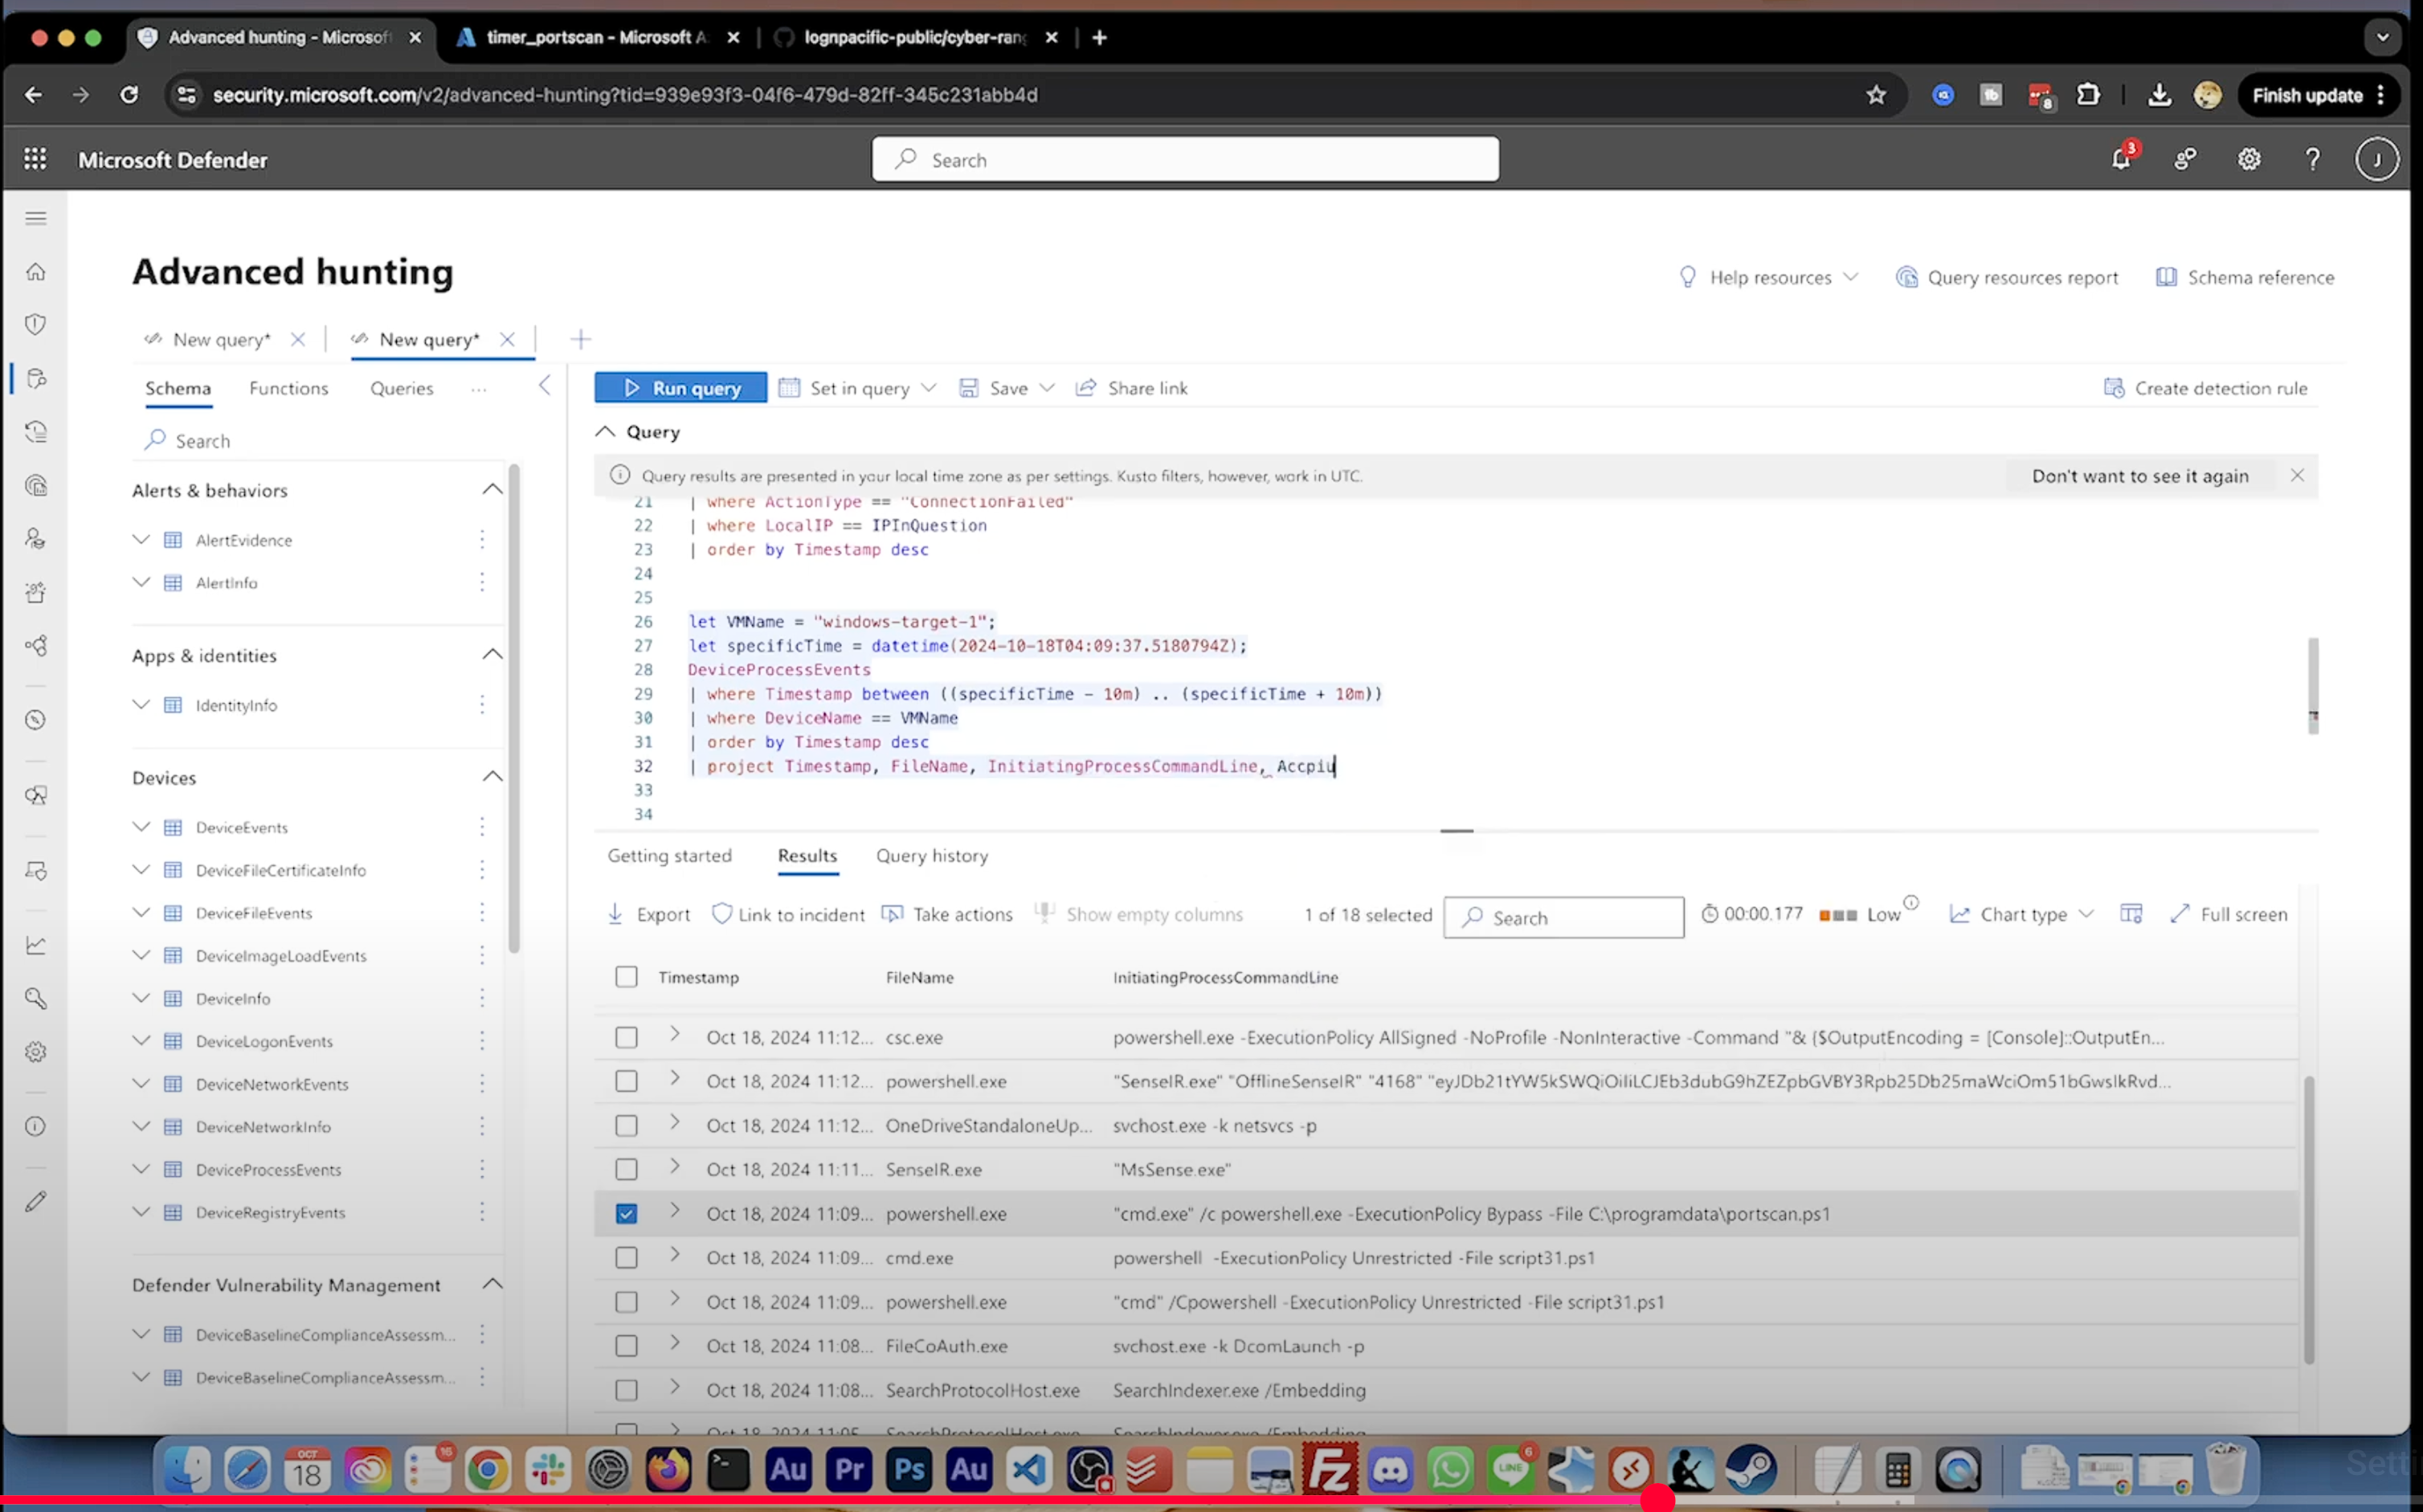 Advanced hunting - Microsof
timer_portscan - Microsoft A
lognpacific-public/cyber-ran
security.microsoft.com/v2/advanced-hunting?tid=939e93f3-04f6-479d-82ff-345c231abb4d
8
Finish update
Microsoft Defender
Search
3
J
Advanced hunting
Help resources
Query resources report
Schema reference
New query*
New query*
Schema
Functions
Queries
Search
Alerts & behaviors
AlertEvidence
AlertInfo
Apps & identities
IdentityInfo
Devices
DeviceEvents
DeviceFileCertificateInfo
DeviceFileEvents
DeviceImageLoadEvents
DeviceInfo
DeviceLogonEvents
DeviceNetworkEvents
DeviceNetworkInfo
DeviceProcessEvents
DeviceRegistryEvents
Defender Vulnerability Management
DeviceBaselineComplianceAssessm...
DeviceBaselineComplianceAssessm...
Run query
Set in query
Save
Share link
Create detection rule
Query
Query results are presented in your local time zone as per settings. Kusto filters, however, work in UTC.
Don't want to see it again
21 | where ActionType == "ConnectionFailed"
22 | where LocalIP == IPInQuestion
23 | order by Timestamp desc
24
25
26 let VMName = "windows-target-1";
27 let specificTime = datetime(2024-10-18T04:09:37.5180794Z);
28 DeviceProcessEvents
29 | where Timestamp between ((specificTime - 10m) .. (specificTime + 10m))
30 | where DeviceName == VMName
31 | order by Timestamp desc
32 | project Timestamp, FileName, InitiatingProcessCommandLine, Accpiu
33
34
Getting started
Results
Query history
Export
Link to incident
Take actions
Show empty columns
1 of 18 selected
Search
00:00.177
Low
Chart type
Full screen
Timestamp FileName InitiatingProcessCommandLine
Oct 18, 2024 11:12... csc.exe powershell.exe -ExecutionPolicy AllSigned -NoProfile -NonInteractive -Command "& {$OutputEncoding = [Console]::OutputEn...
Oct 18, 2024 11:12... powershell.exe "SenseIR.exe" "OfflineSenseIR" "4168"
Oct 18, 2024 11:12... OneDriveStandaloneUp... svchost.exe -k netsvcs -p
Oct 18, 2024 11:11... SenseIR.exe "MsSense.exe"
Oct 18, 2024 11:09... powershell.exe "cmd.exe" /c powershell.exe -ExecutionPolicy Bypass -File C:\programdata\portscan.ps1
Oct 18, 2024 11:09... cmd.exe powershell -ExecutionPolicy Unrestricted -File script31.ps1
Oct 18, 2024 11:09... powershell.exe "cmd" /Cpowershell -ExecutionPolicy Unrestricted -File script31.ps1
Oct 18, 2024 11:08... FileCoAuth.exe svchost.exe -k DcomLaunch -p
Oct 18, 2024 11:08... SearchProtocolHost.exe SearchIndexer.exe /Embedding
OCT
18
16
Au
Pr
Ps
Au
Fz
LINE
6
Setti